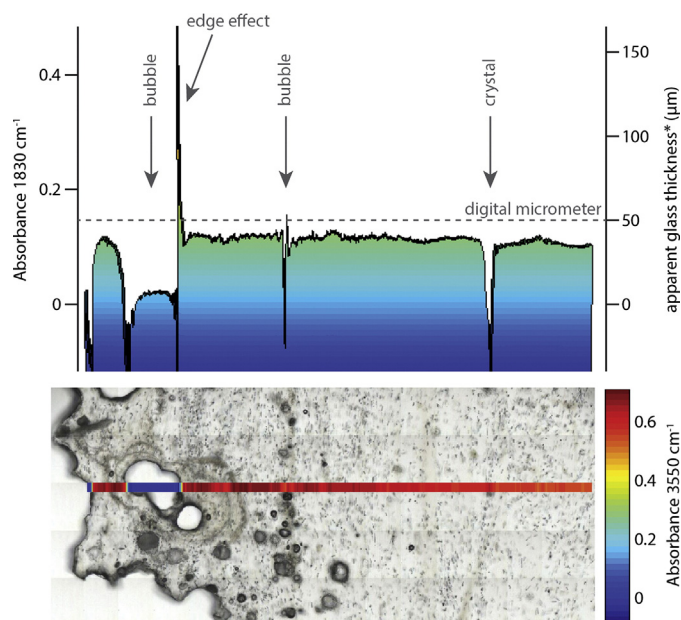 edge effect
bubble
bubble
crystal
Absorbance 1830 cm⁻¹
0.4
0.2
0
150
100
50
0
apparent glass thickness* (µm)
digital micrometer
0.6
0.4
0.2
0
Absorbance 3550 cm⁻¹